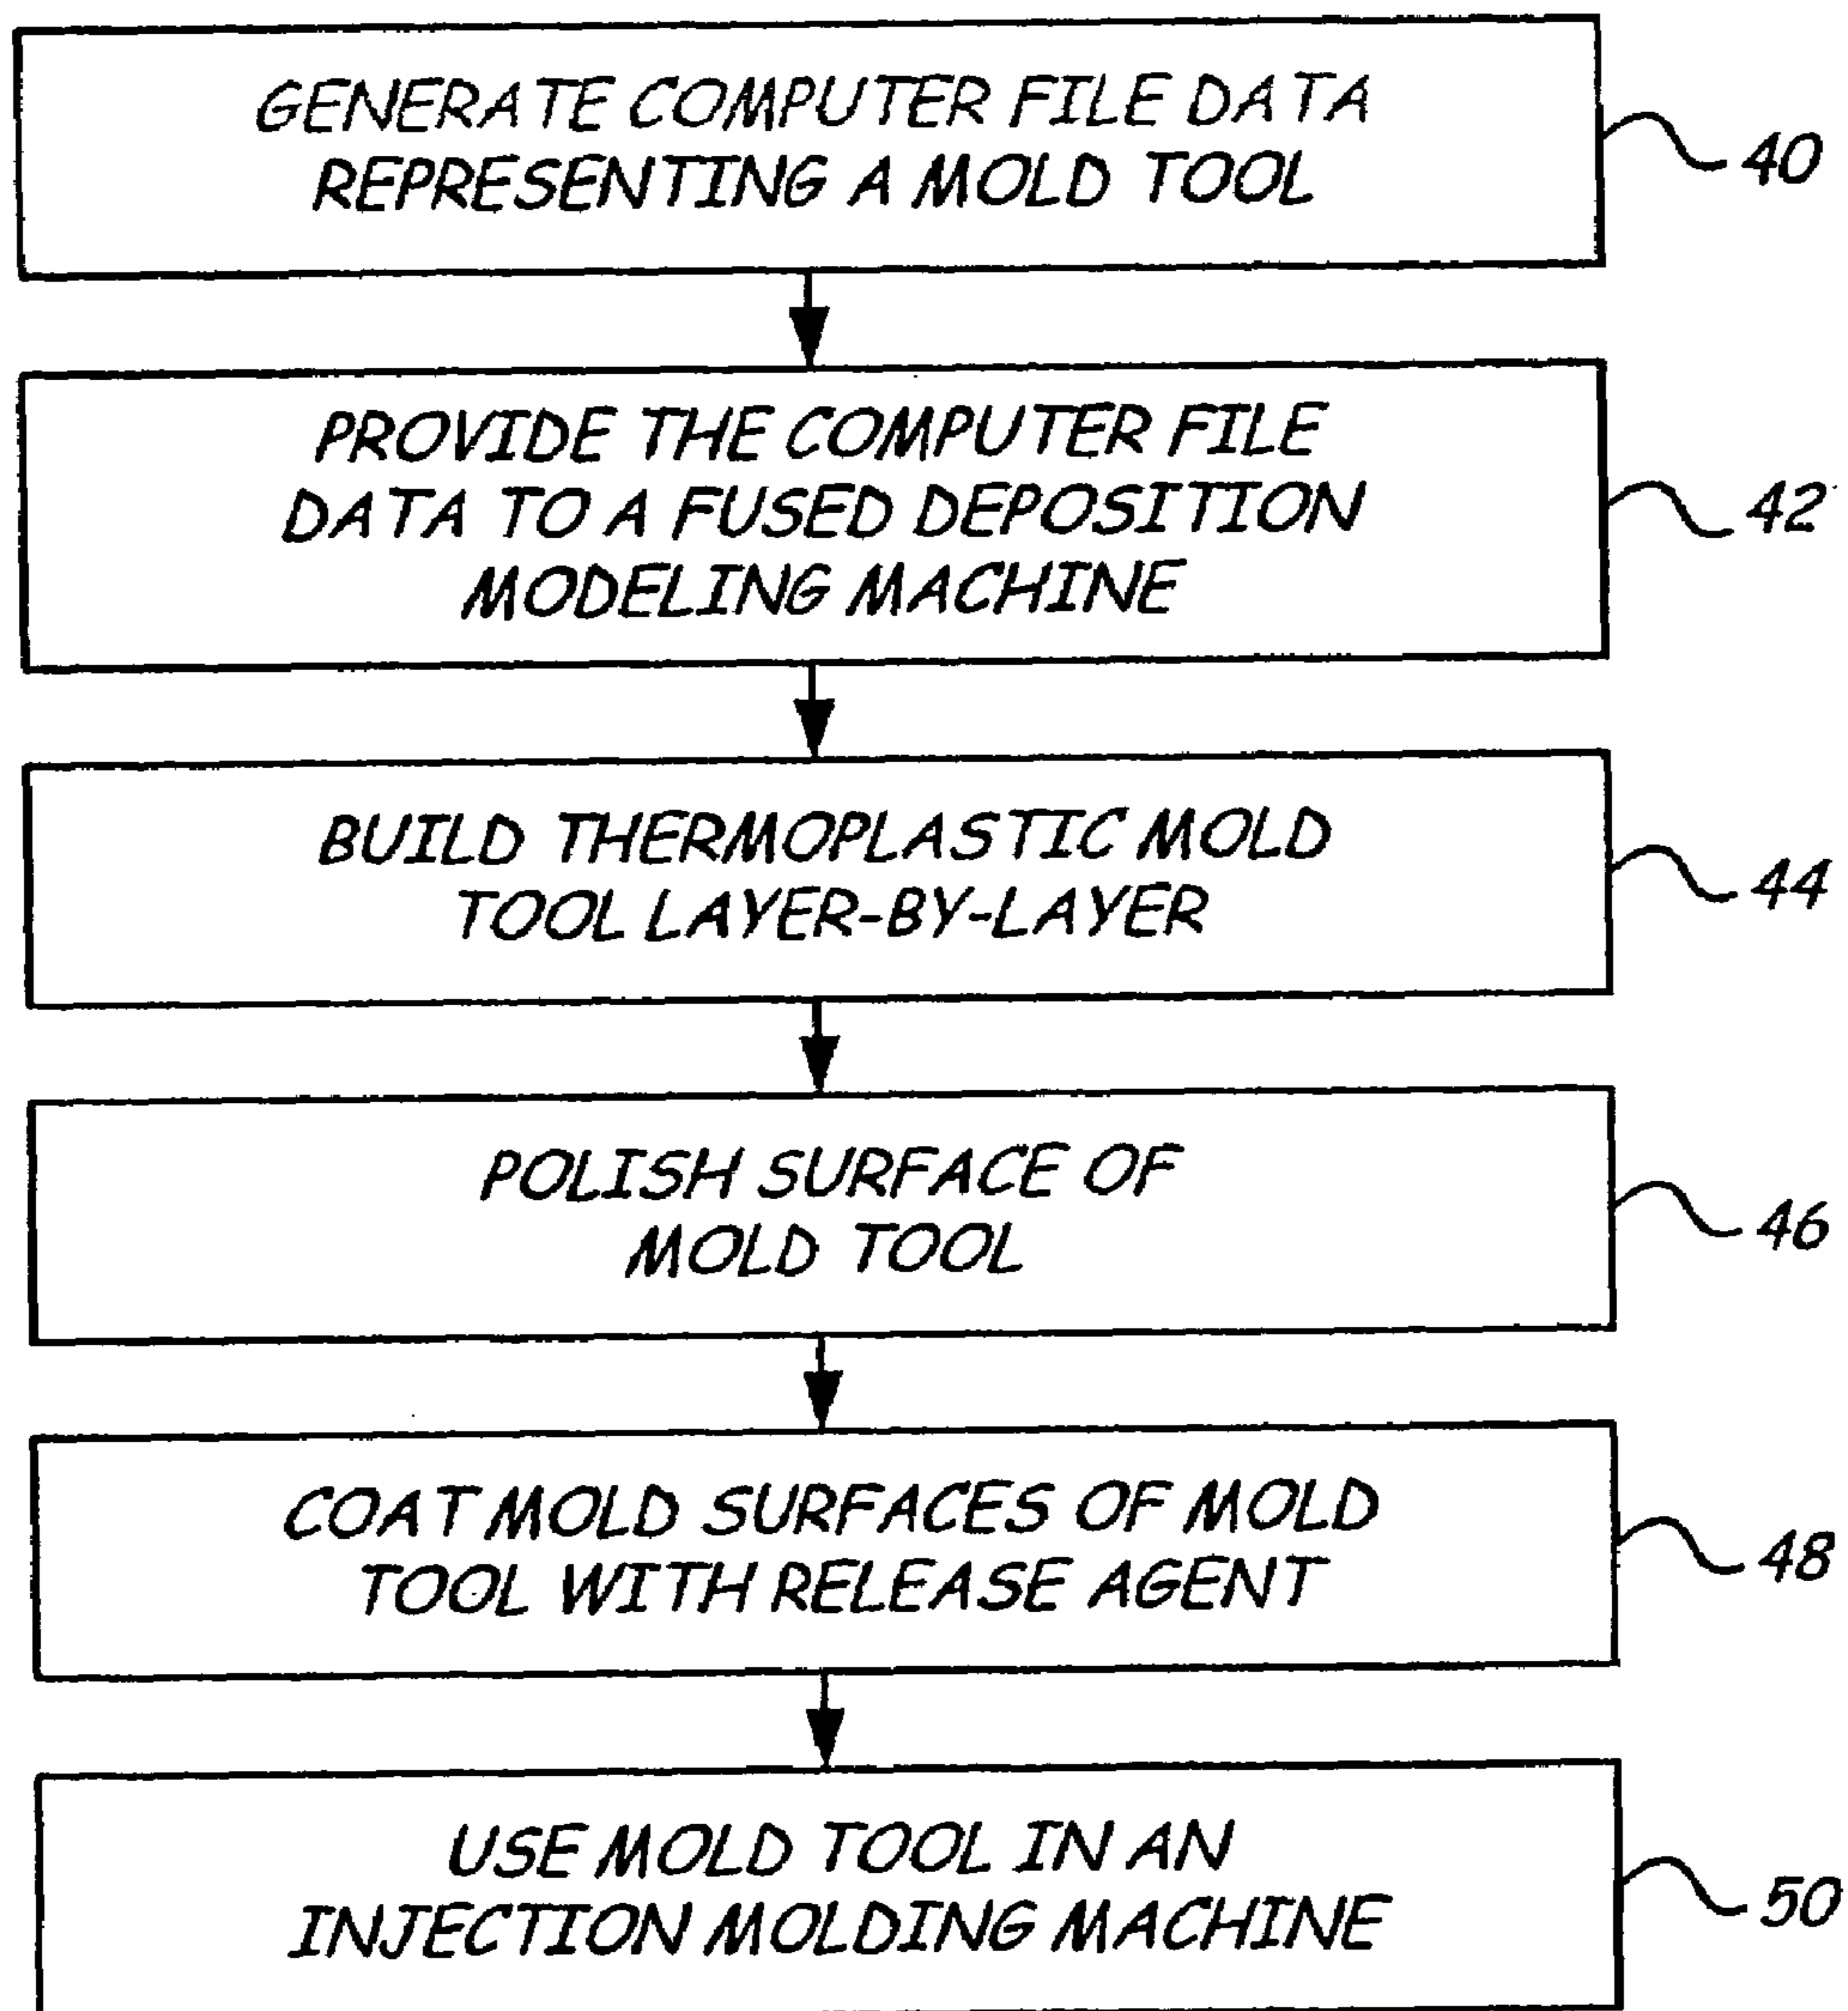 GENERATE COMPUTER FILE DATA
REPRESENTING A MOLD TOOL
40
PROVIDE THE COMPUTER FILE
DATA TO A FUSED DEPOSITION
MODELING MACHINE
42
BUILD THERMOPLASTIC MOLD
TOOL LAYER-BY-LAYER
44
POLISH SURFACE OF
MOLD TOOL
46
COAT MOLD SURFACES OF MOLD
TOOL WITH RELEASE AGENT
48
USE MOLD TOOL IN AN
INJECTION MOLDING MACHINE
50